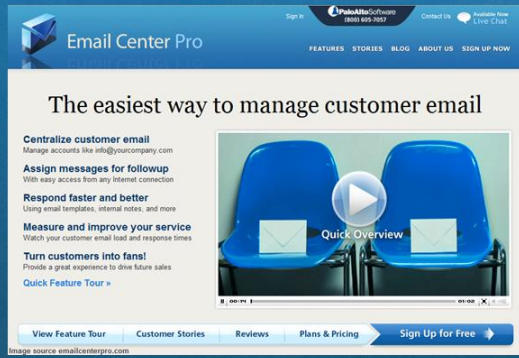 Sign In
PaloAltoSoftware
(800) 605-7057
Contact Us
Available Now
Live Chat
Email Center Pro
FEATURES STORIES BLOG ABOUT US SIGN UP NOW
The easiest way to manage customer email
Centralize customer email
Manage accounts like info@yourcompany.com
Assign messages for followup
With easy access from any Internet connection
Respond faster and better
Using email templates, internal notes, and more
Measure and improve your service
Watch your customer email load and response times
Turn customers into fans!
Provide a great experience to drive future sales
Quick Feature Tour »
Quick Overview
00:14
01:02
View Feature Tour Customer Stories Reviews Plans & Pricing Sign Up for Free
Image source emailcenterpro.com